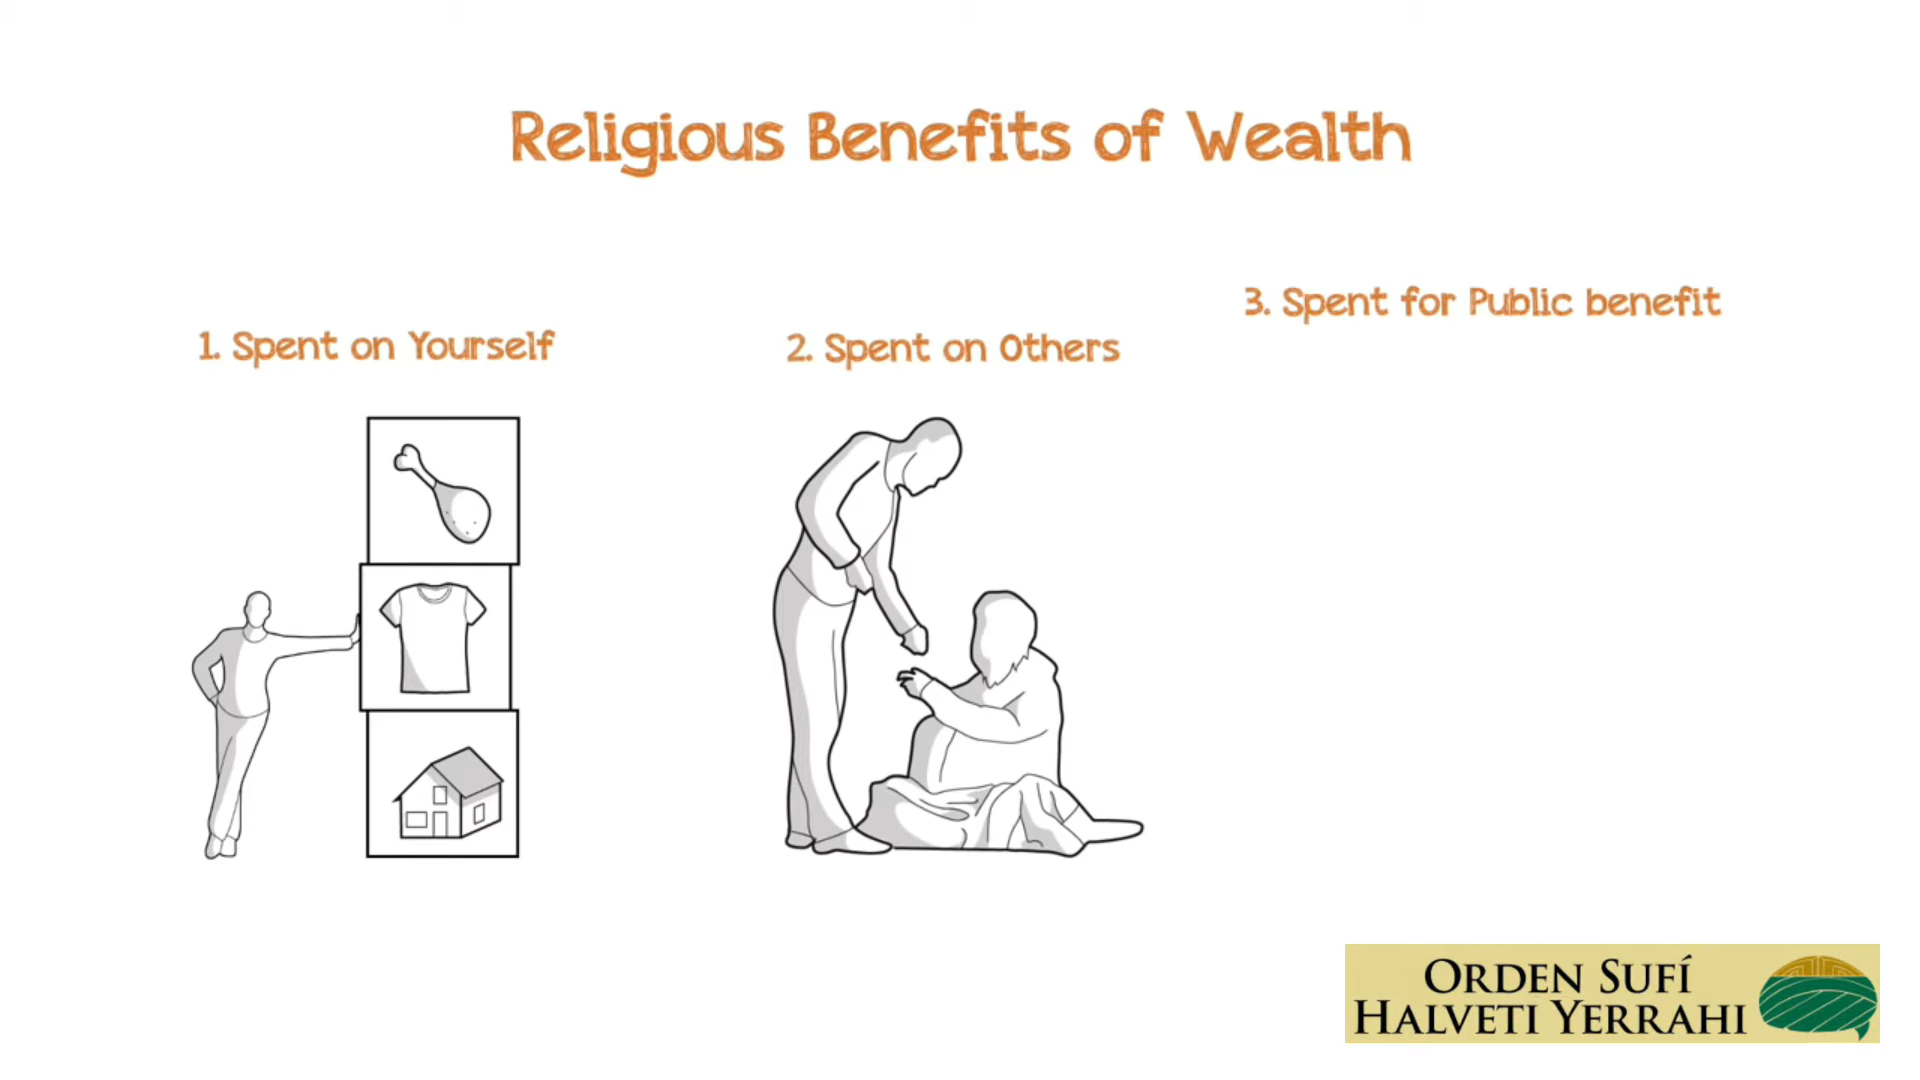 Religious Benefits of Wealth
1. Spent on Yourself
2. Spent on Others
3. Spent for Public benefit
ORDEN SUFÍ
HALVETI YERRAHI